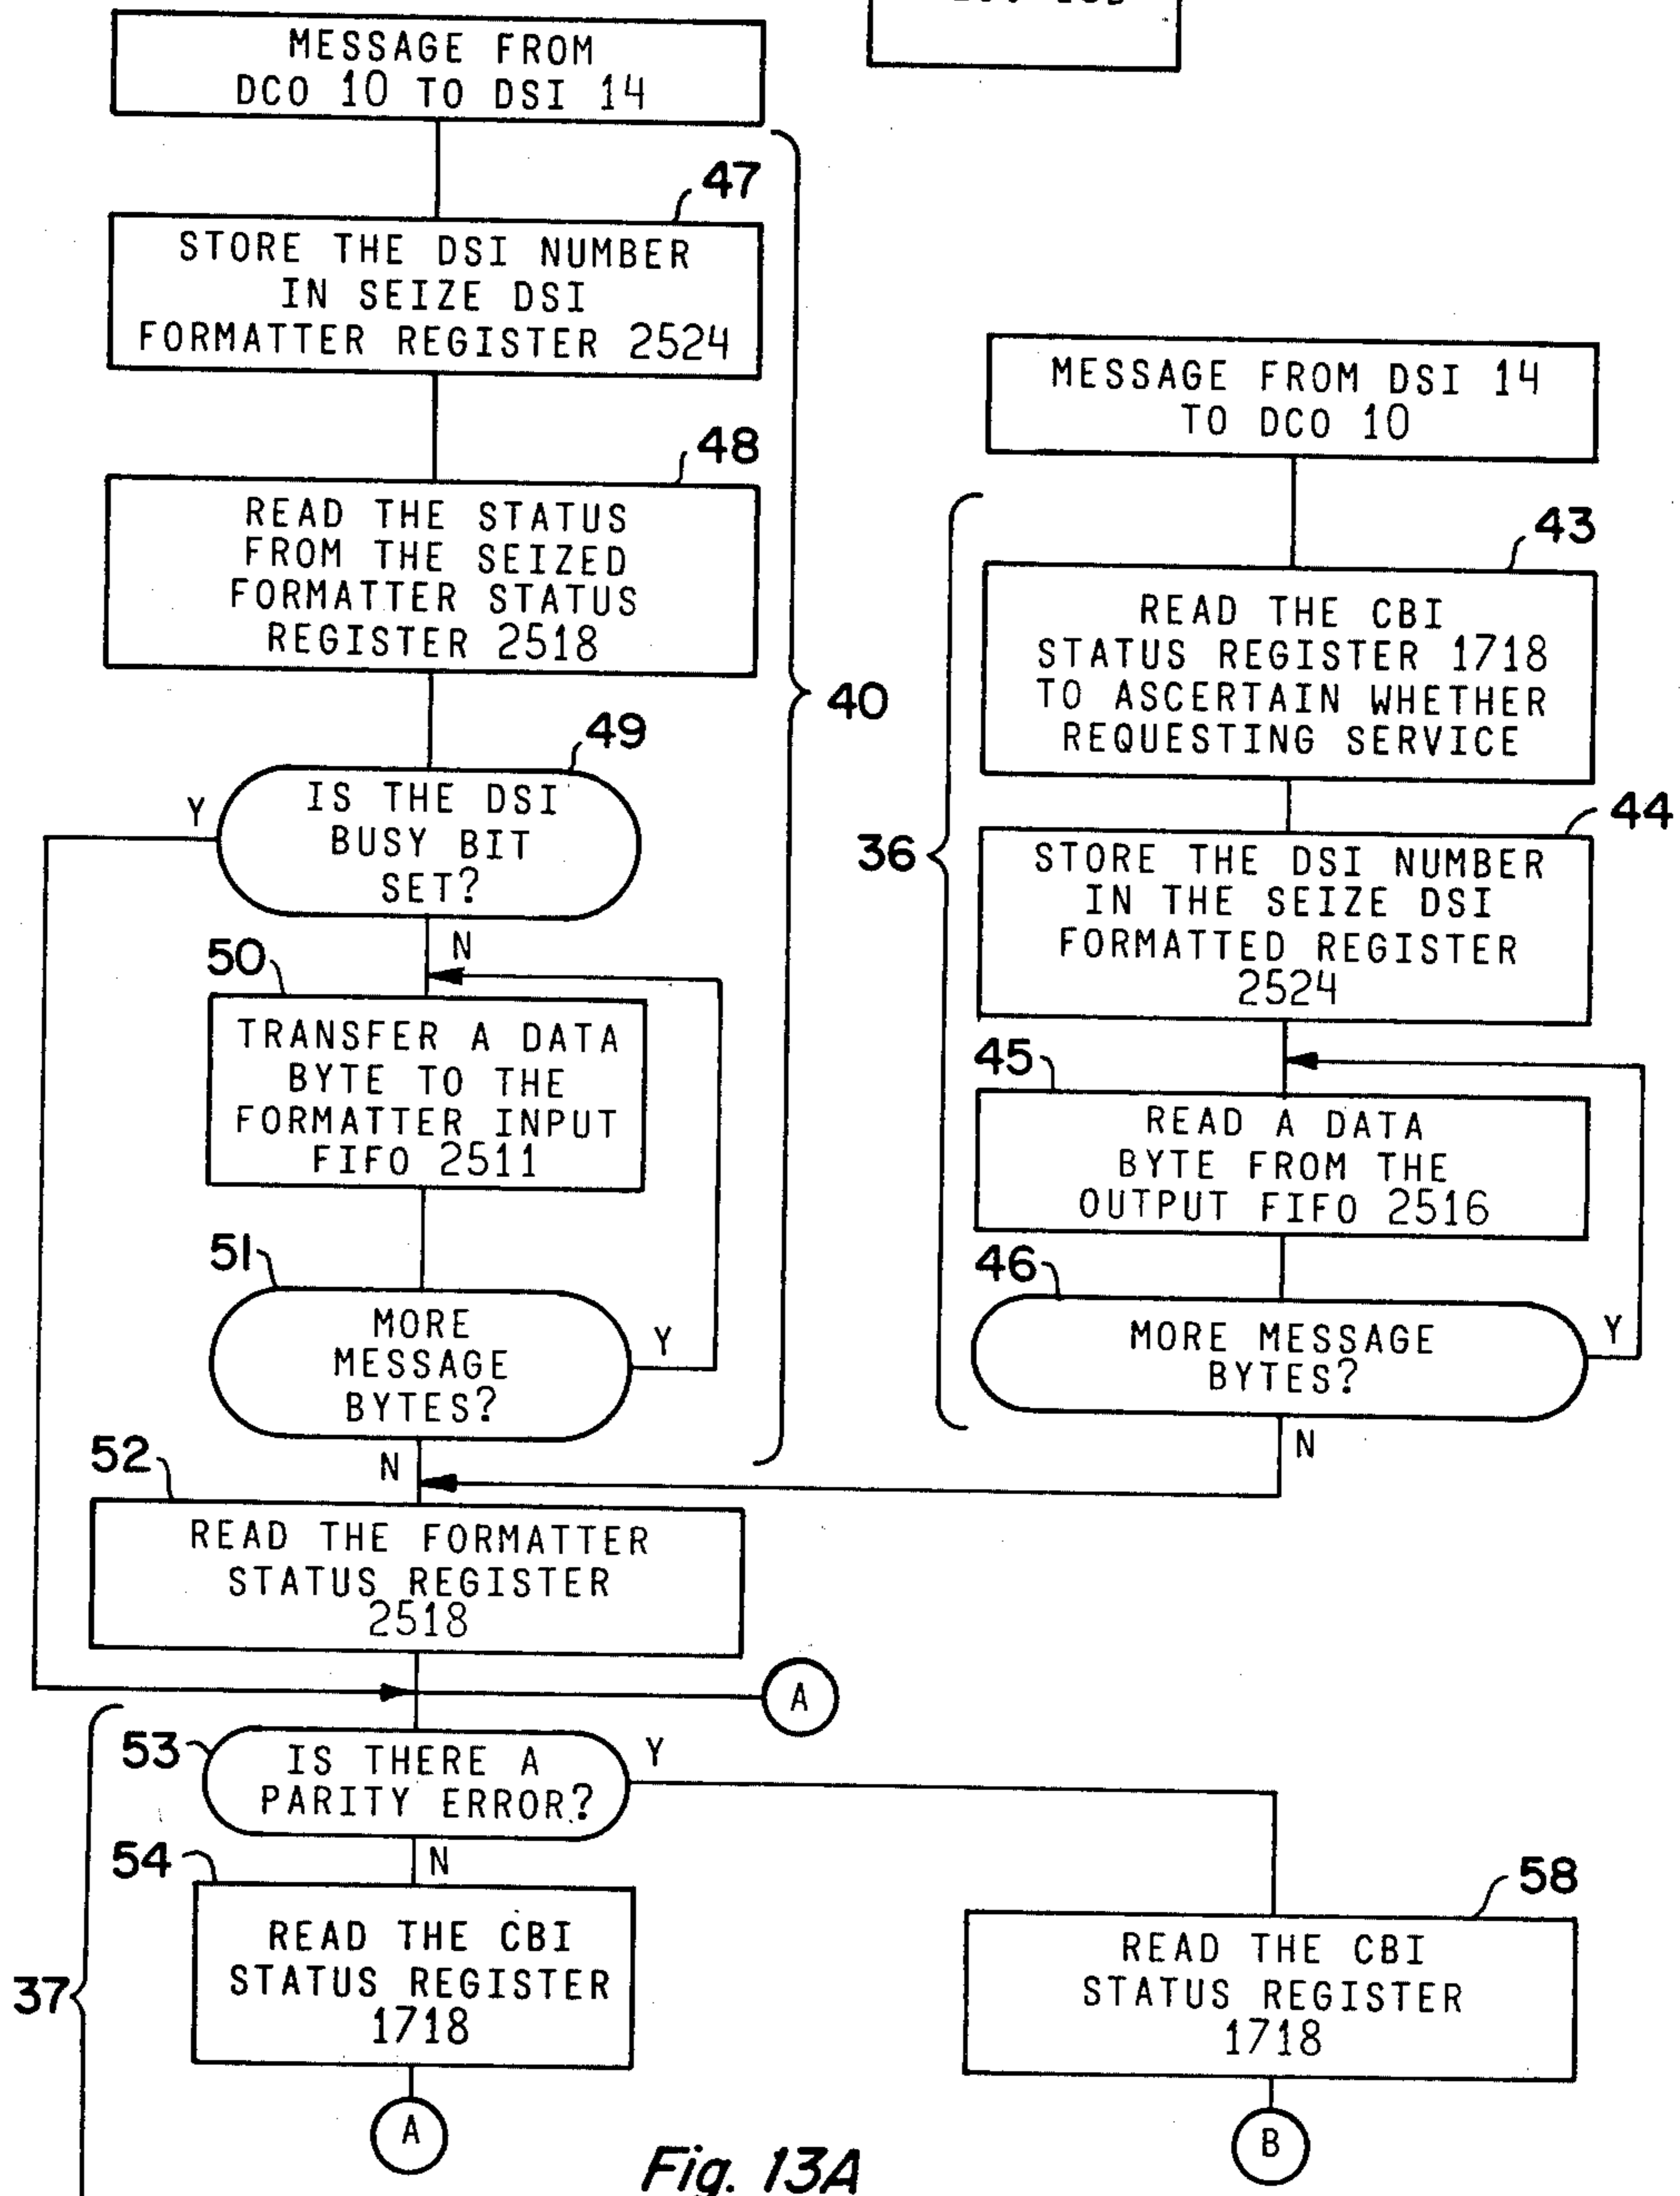 MESSAGE FROM
DCO 10 TO DSI 14
47
STORE THE DSI NUMBER
IN SEIZE DSI
FORMATTER REGISTER 2524
48
READ THE STATUS
FROM THE SEIZED
FORMATTER STATUS
REGISTER 2518
40
49
IS THE DSI
BUSY BIT
SET?
Y
N
50
TRANSFER A DATA
BYTE TO THE
FORMATTER INPUT
FIFO 2511
51
MORE
MESSAGE
BYTES?
Y
N
MESSAGE FROM DSI 14
TO DCO 10
36
43
READ THE CBI
STATUS REGISTER 1718
TO ASCERTAIN WHETHER
REQUESTING SERVICE
44
STORE THE DSI NUMBER
IN THE SEIZE DSI
FORMATTED REGISTER
2524
45
READ A DATA
BYTE FROM THE
OUTPUT FIFO 2516
46
MORE MESSAGE
BYTES?
Y
N
52
READ THE FORMATTER
STATUS REGISTER
2518
A
37
53
IS THERE A
PARITY ERROR?
Y
N
54
READ THE CBI
STATUS REGISTER
1718
A
58
READ THE CBI
STATUS REGISTER
1718
B
Fig. 13A